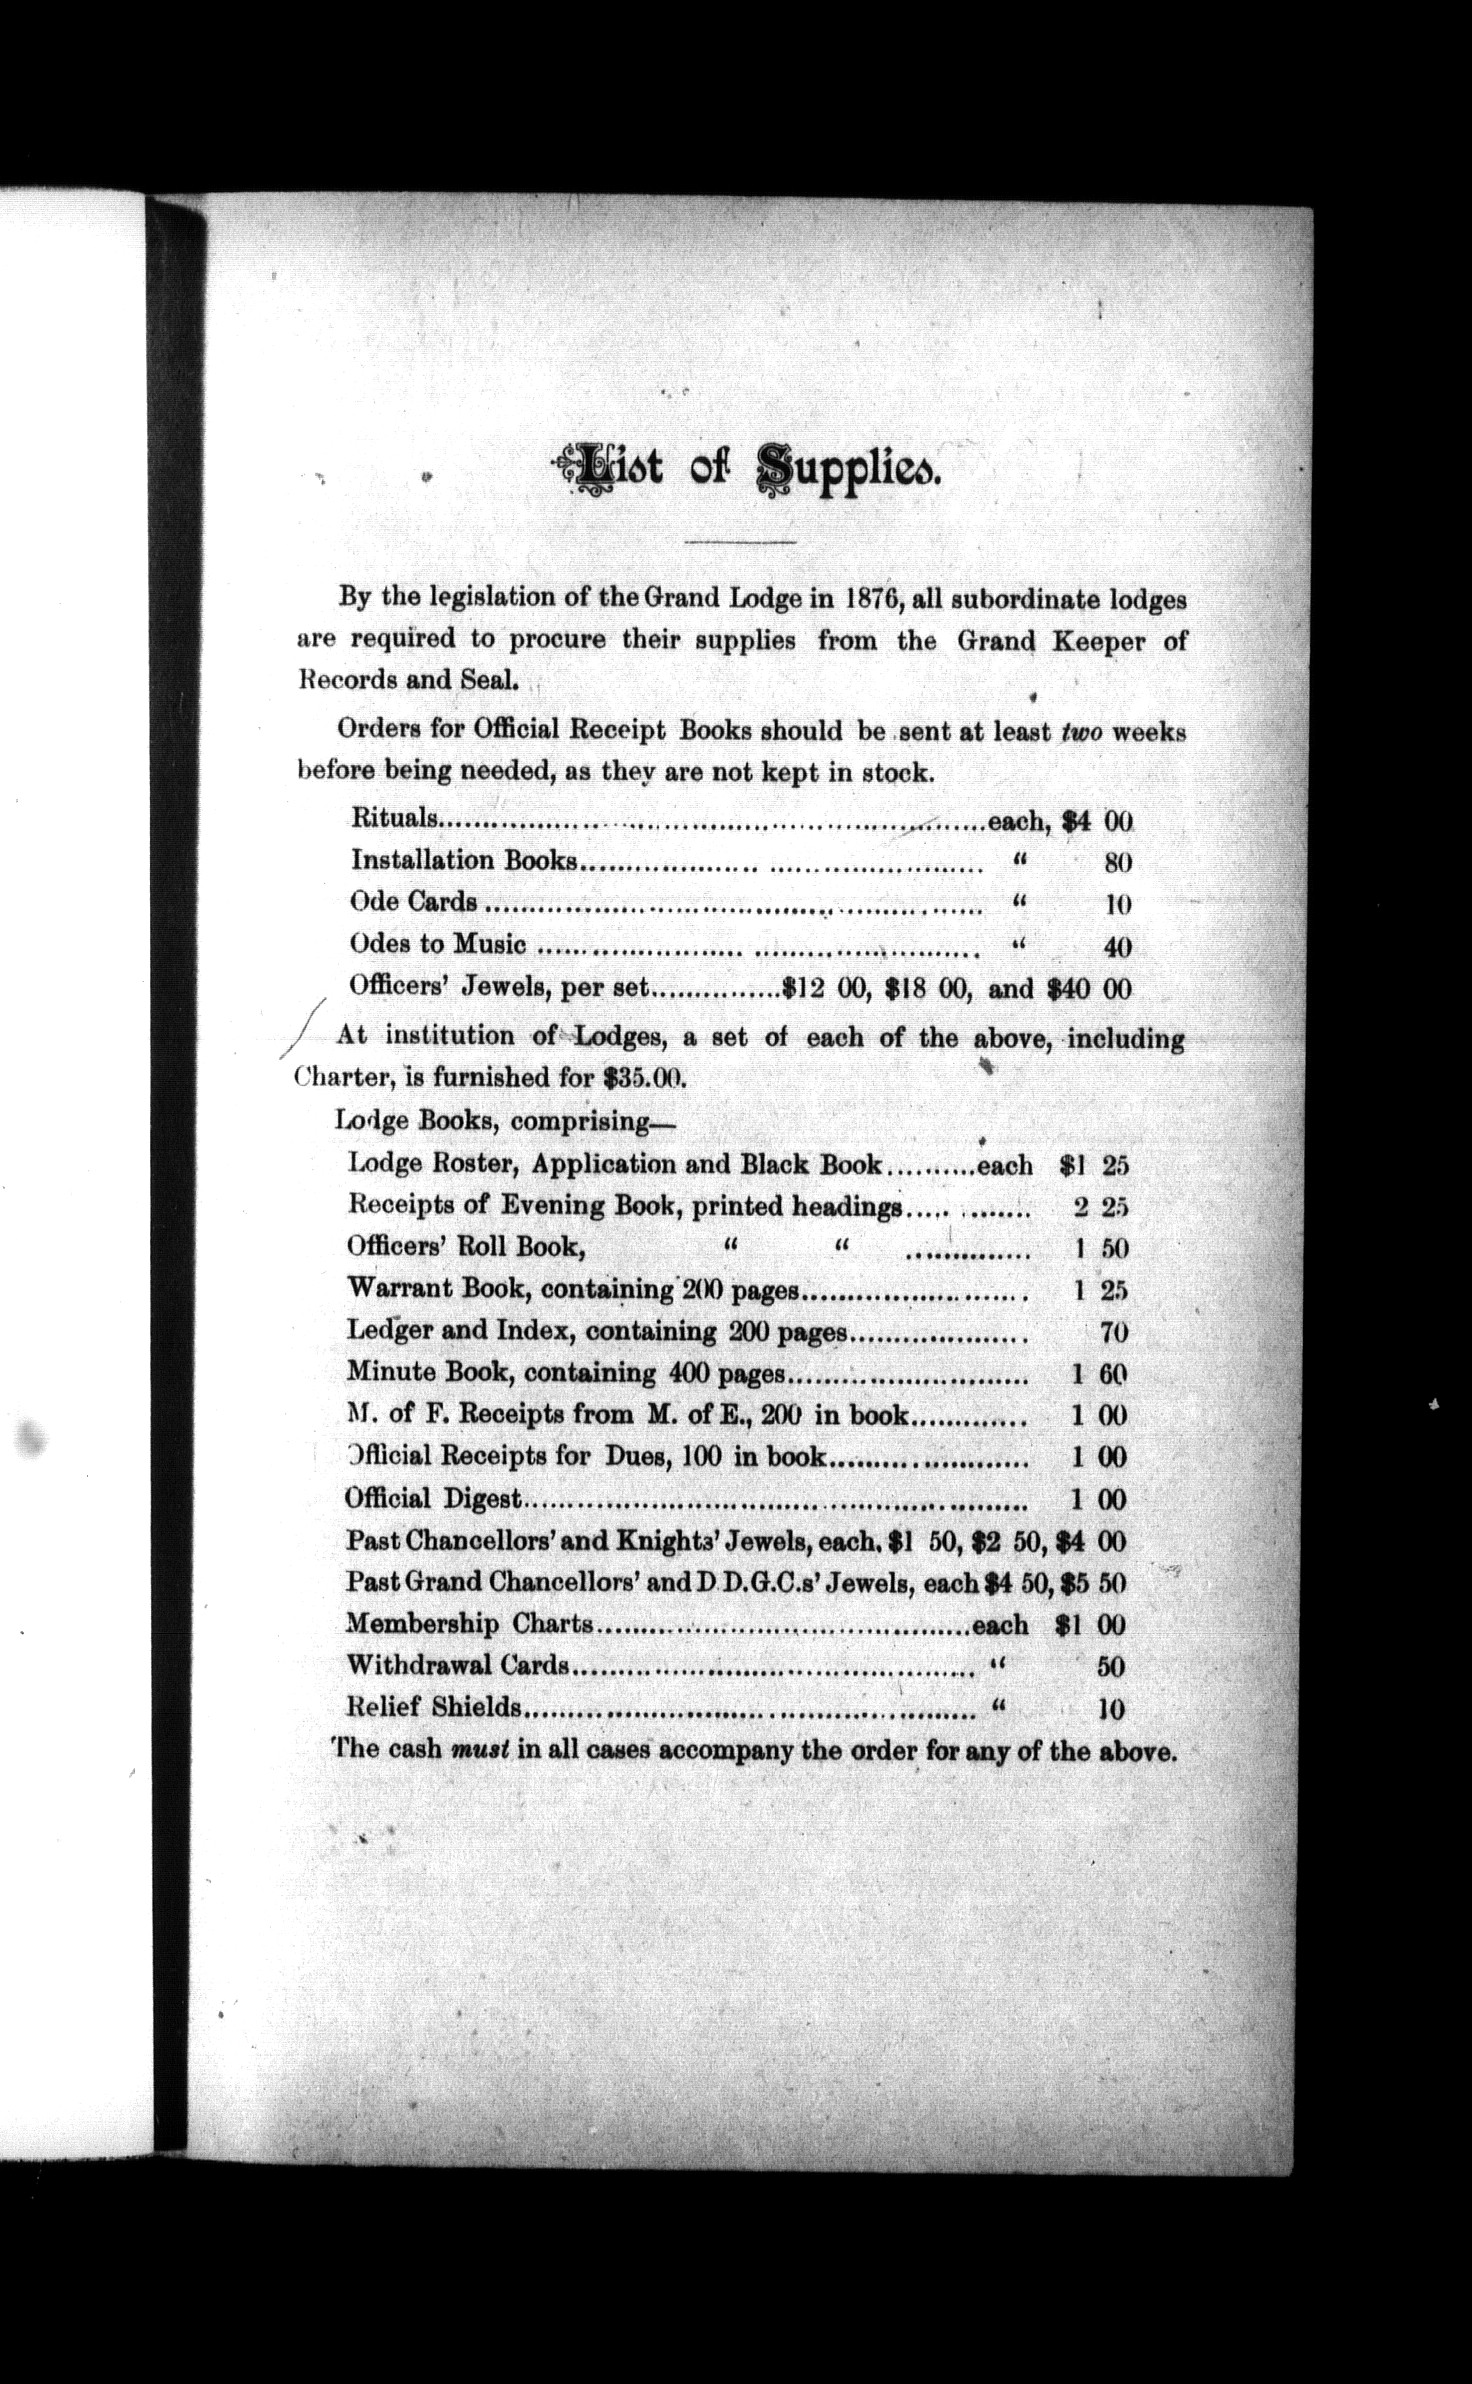 List of Supplies.
By the legislation of the Grand Lodge in 1876, all subordinate lodges
are required to procure their supplies from the Grand Keeper of
Records and Seal.
Orders for Official Receipt Books should be sent at least two weeks
before being needed, as they are not kept in stock.
Rituals..............................each, $4 00
Installation Books.............................. “ 80
Ode Cards .............................. “ 10
Odes to Music .............................. “ 40
Officers’ Jewels, per set...............$12 00, $18 00, and $40 00
At institution of Lodges, a set of each of the above, including
Charter, is furnished for $35.00.
Lodge Books, comprising—
Lodge Roster, Application and Black Book..........each $1 25
Receipts of Evening Book, printed headings............. 2 25
Officers’ Roll Book, “ “ .............. 1 50
Warrant Book, containing 200 pages.......................... 1 25
Ledger and Index, containing 200 pages.................... 70
Minute Book, containing 400 pages........................... 1 60
M. of F. Receipts from M. of E., 200 in book............. 1 00
Official Receipts for Dues, 100 in book...................... 1 00
Official Digest.............................. 1 00
Past Chancellors’ and Knights’ Jewels, each, $1 50, $2 50, $4 00
Past Grand Chancellors’ and D.D.G.C.s’ Jewels, each $4 50, $5 50
Membership Charts..............................each $1 00
Withdrawal Cards.............................. “ 50
Relief Shields.............................. “ 10
The cash must in all cases accompany the order for any of the above.